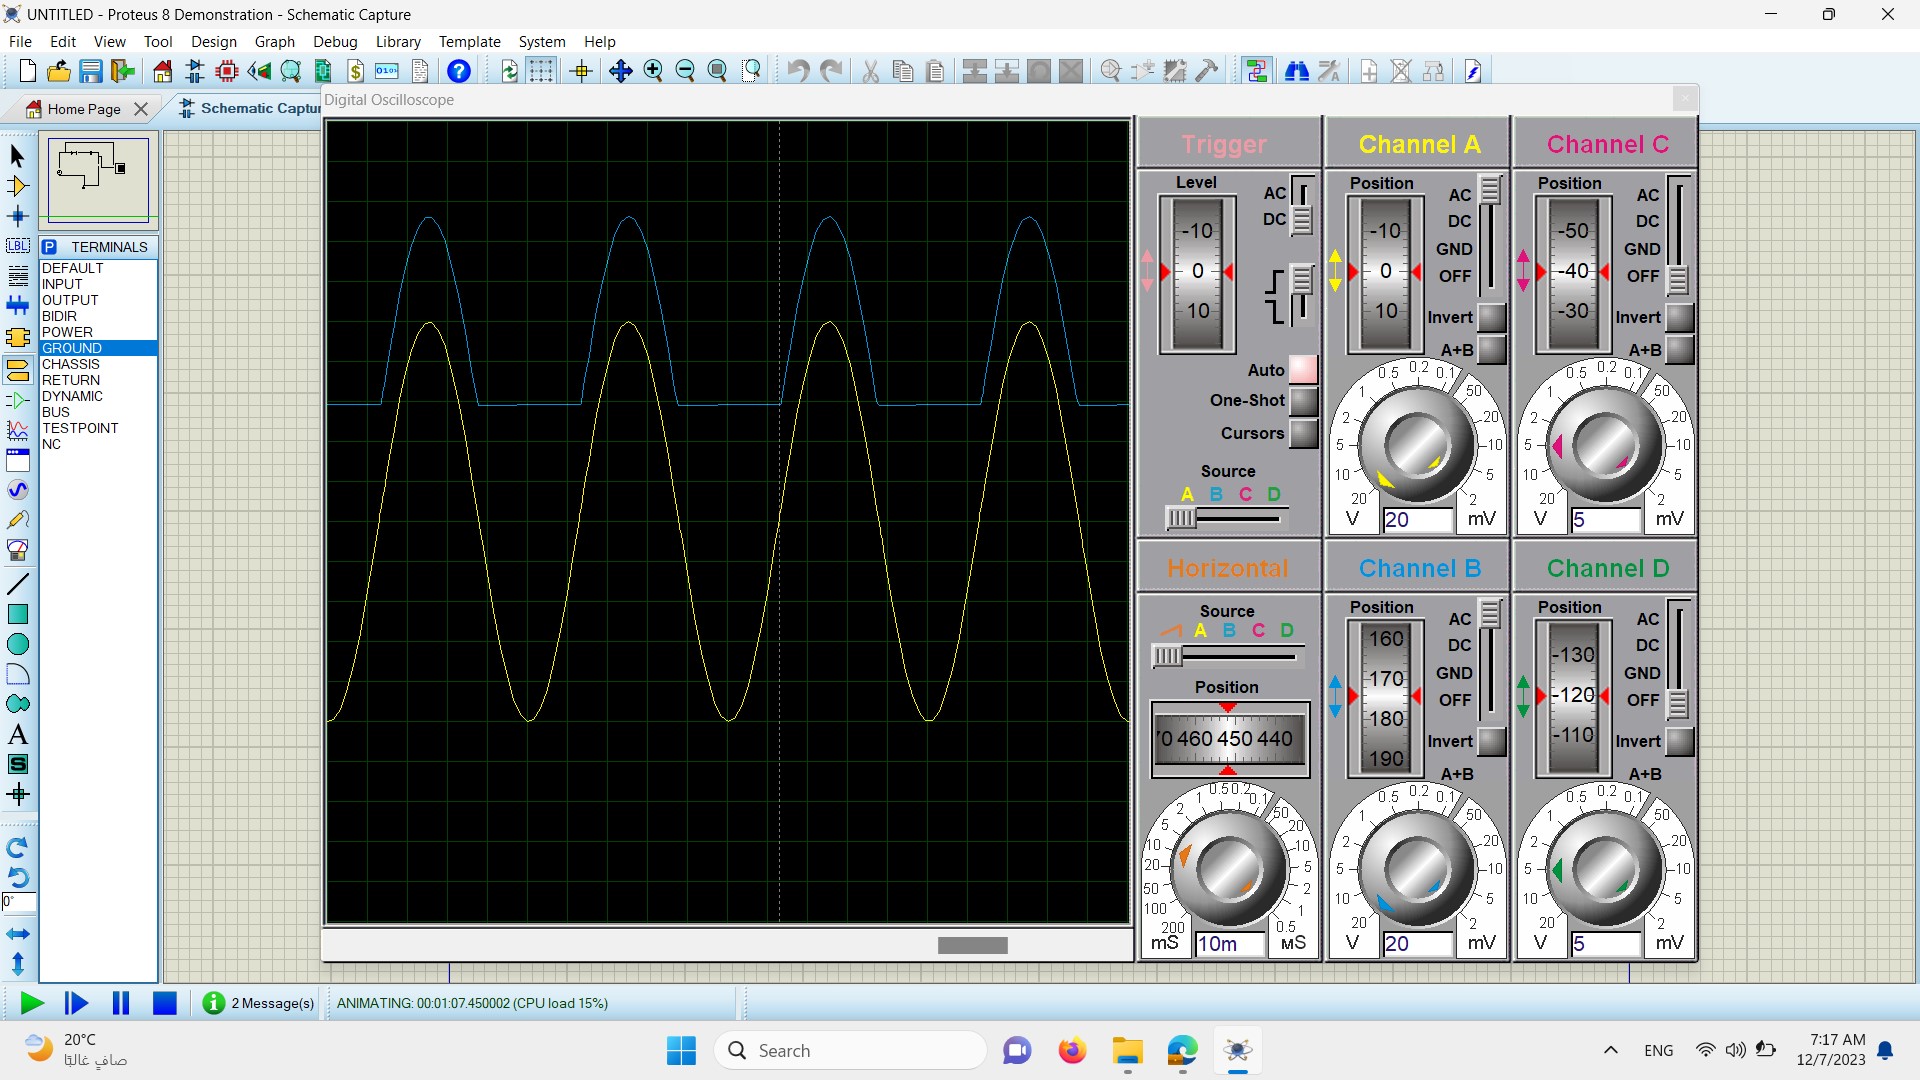 UNTITLED - Proteus 8 Demonstration - Schematic Capture
File Edit View Tool Design Graph Debug Library Template System Help
Home Page
Schematic Captur
Digital Oscilloscope
P TERMINALS
DEFAULT
INPUT
OUTPUT
BIDIR
POWER
GROUND
CHASSIS
RETURN
DYNAMIC
BUS
TESTPOINT
NC
LBL
A
S
0°
Trigger
Level
-10
0
10
AC
DC
Auto
One-Shot
Cursors
Source
A B C D
Channel A
Position
-10
0
10
AC
DC
GND
OFF
Invert
A+B
20 10 5 2 1 0.5 0.2 0.1 50 20 10 5 2
V 20 mV
Channel C
Position
-50
-40
-30
AC
DC
GND
OFF
Invert
A+B
20 10 5 2 1 0.5 0.2 0.1 50 20 10 5 2
V 5 mV
Horizontal
Source
A B C D
Position
70 460 450 440
200 100 50 20 10 5 2 1 0.5 0.2 0.1 50 20 10 5 2 1 0.5
mS 10m µS
Channel B
Position
160
170
180
190
AC
DC
GND
OFF
Invert
A+B
20 10 5 2 1 0.5 0.2 0.1 50 20 10 5 2
V 20 mV
Channel D
Position
-130
-120
-110
AC
DC
GND
OFF
Invert
A+B
20 10 5 2 1 0.5 0.2 0.1 50 20 10 5 2
V 5 mV
2 Message(s)
ANIMATING: 00:01:07.450002 (CPU load 15%)
20°C
صافٍ غالبًا
Search
ENG
7:17 AM
12/7/2023